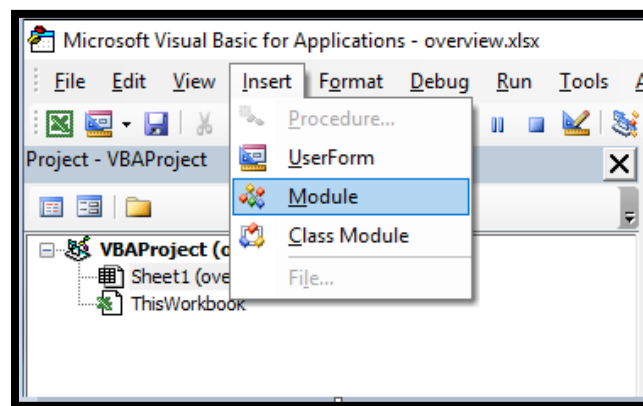 Microsoft Visual Basic for Applications - overview.xlsx
File Edit View Insert Format Debug Run Tools
Procedure...
Project - VBAProject
UserForm
Module
Class Module
VBAProject (o
Sheet1 (ove
File...
ThisWorkbook